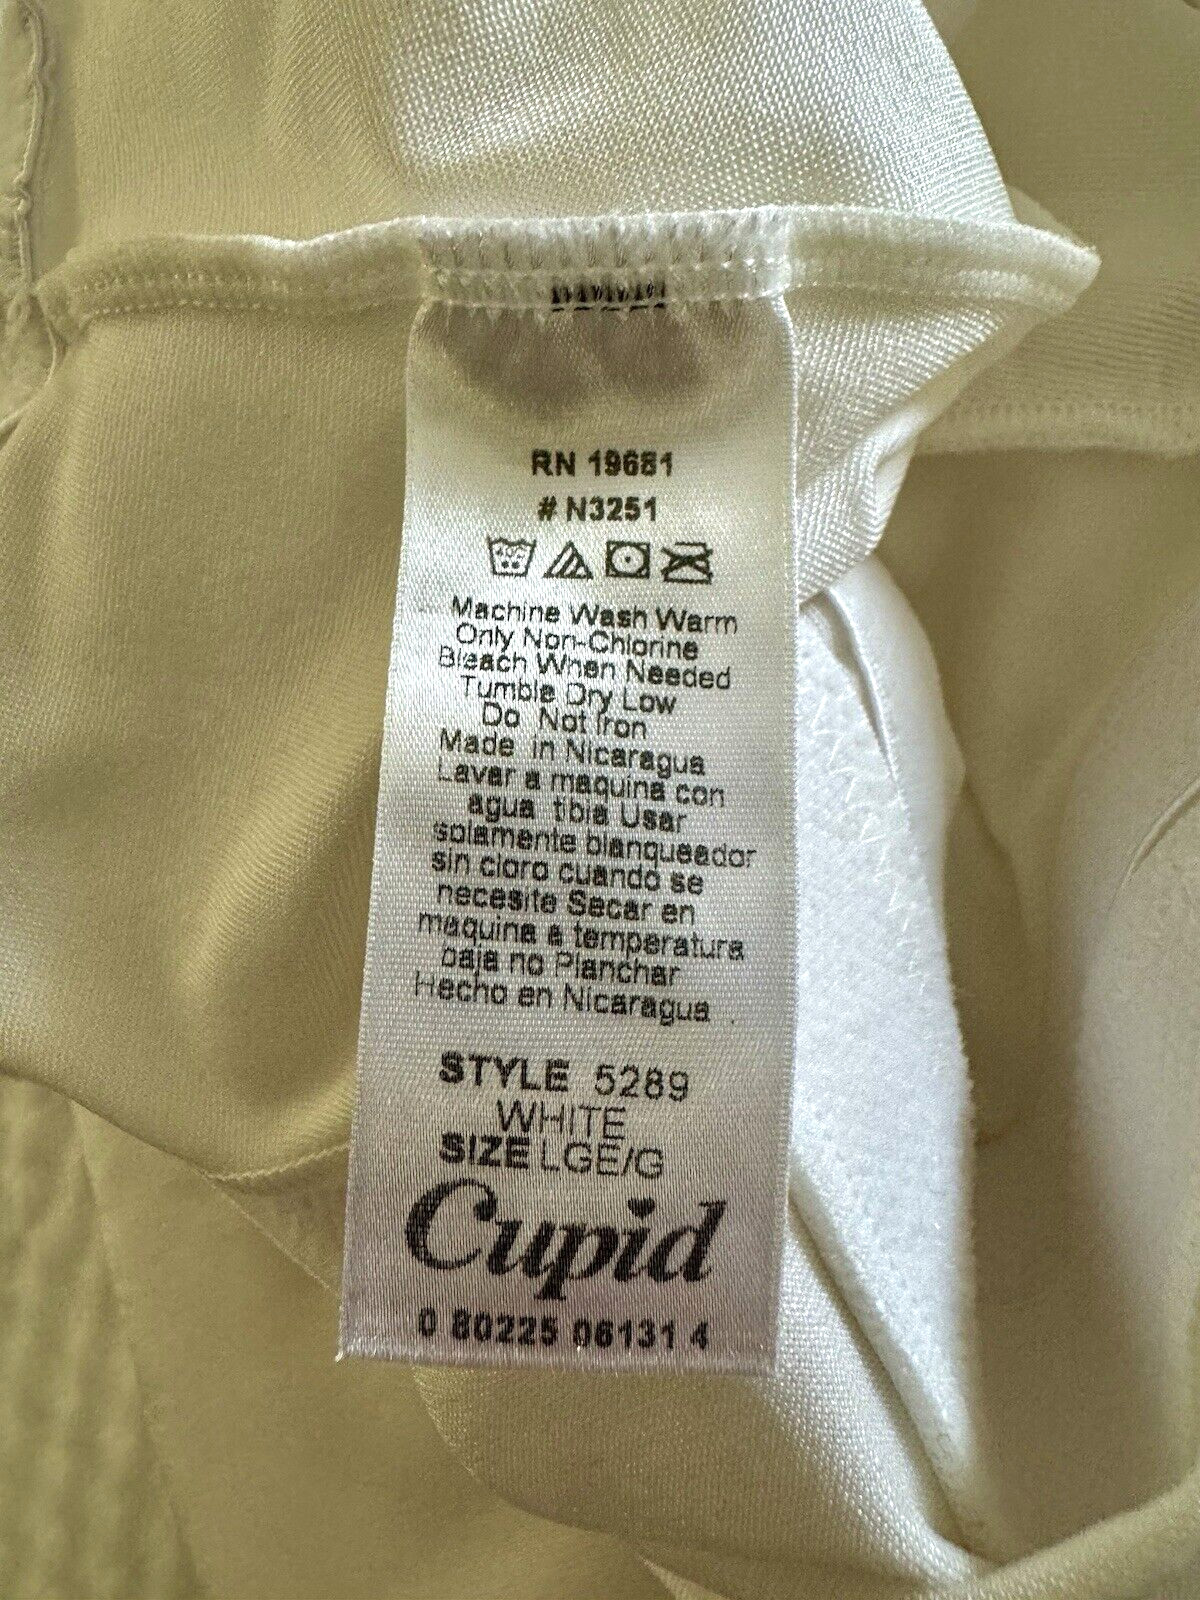 RN 19681
# N3251
Machine Wash Warm
Only Non-Chlorine
Bleach When Needed
Tumble Dry Low
Do Not Iron
Made in Nicaragua
Lavar a maquina con
agua tibia Usar
solamente blanqueador
sin cloro cuando se
necesite Secar en
maquina a temperatura
baja no Planchar
Hecho en Nicaragua .
STYLE 5289
WHITE
SIZE LGE/G
Cupid
0 80225 06131 4